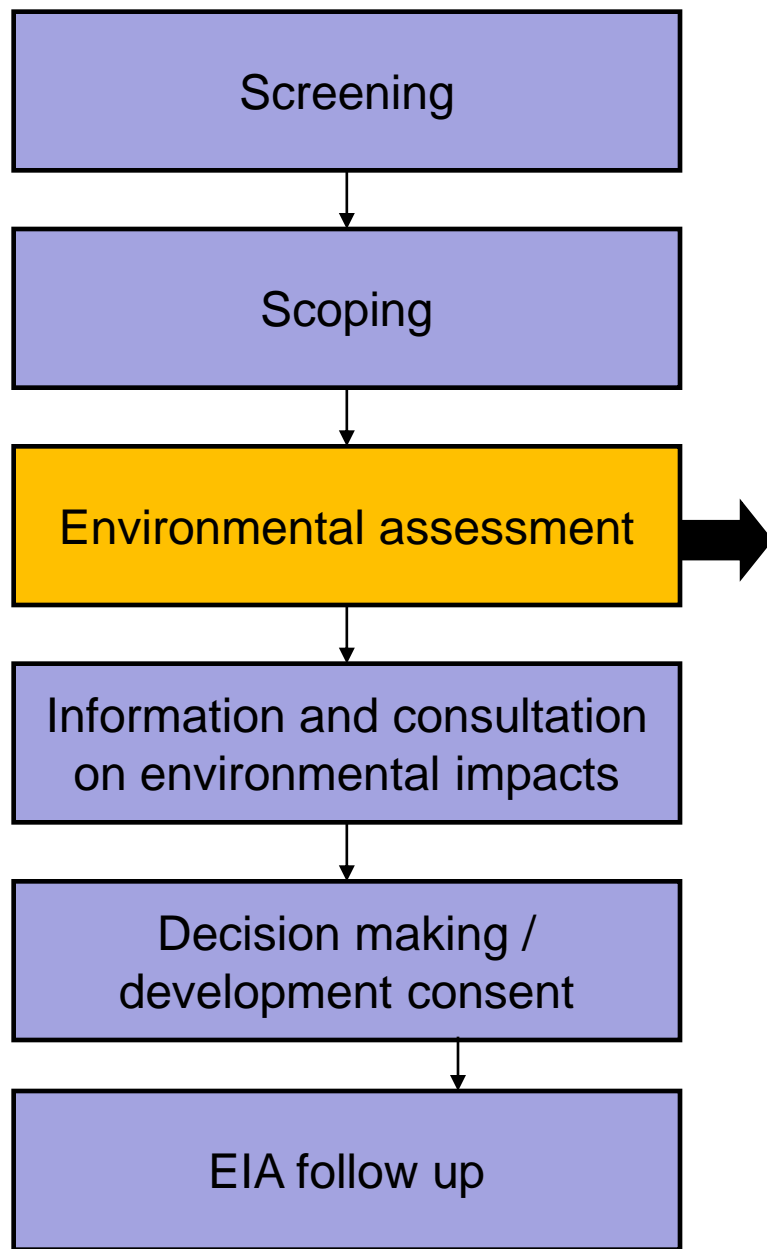 Screening
Scoping
Environmental assessment
Information and consultation
on environmental impacts
Decision making /
development consent
EIA follow up